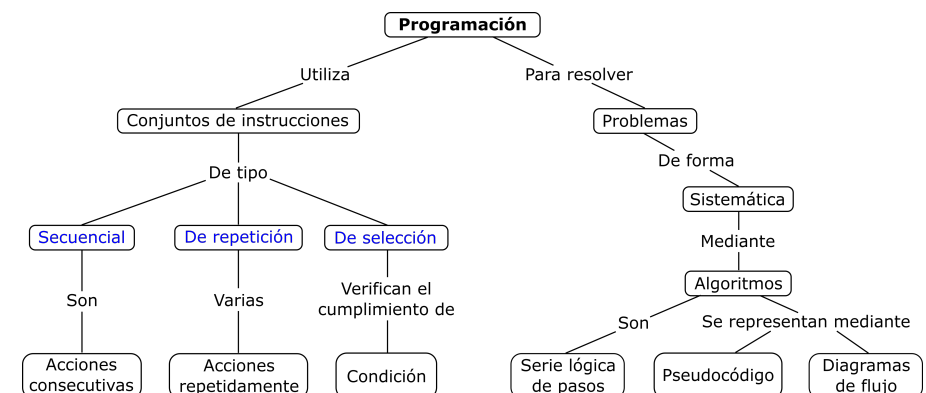 Programación
Utiliza
Para resolver
Conjuntos de instrucciones
Problemas
De tipo
De forma
Sistemática
Secuencial
De repetición
De selección
Mediante
Algoritmos
Son
Varias
Verifican el
cumplimiento de
Son
Se representan mediante
Acciones
consecutivas
Acciones
repetidamente
Condición
Serie lógica
de pasos
Pseudocódigo
Diagramas
de flujo